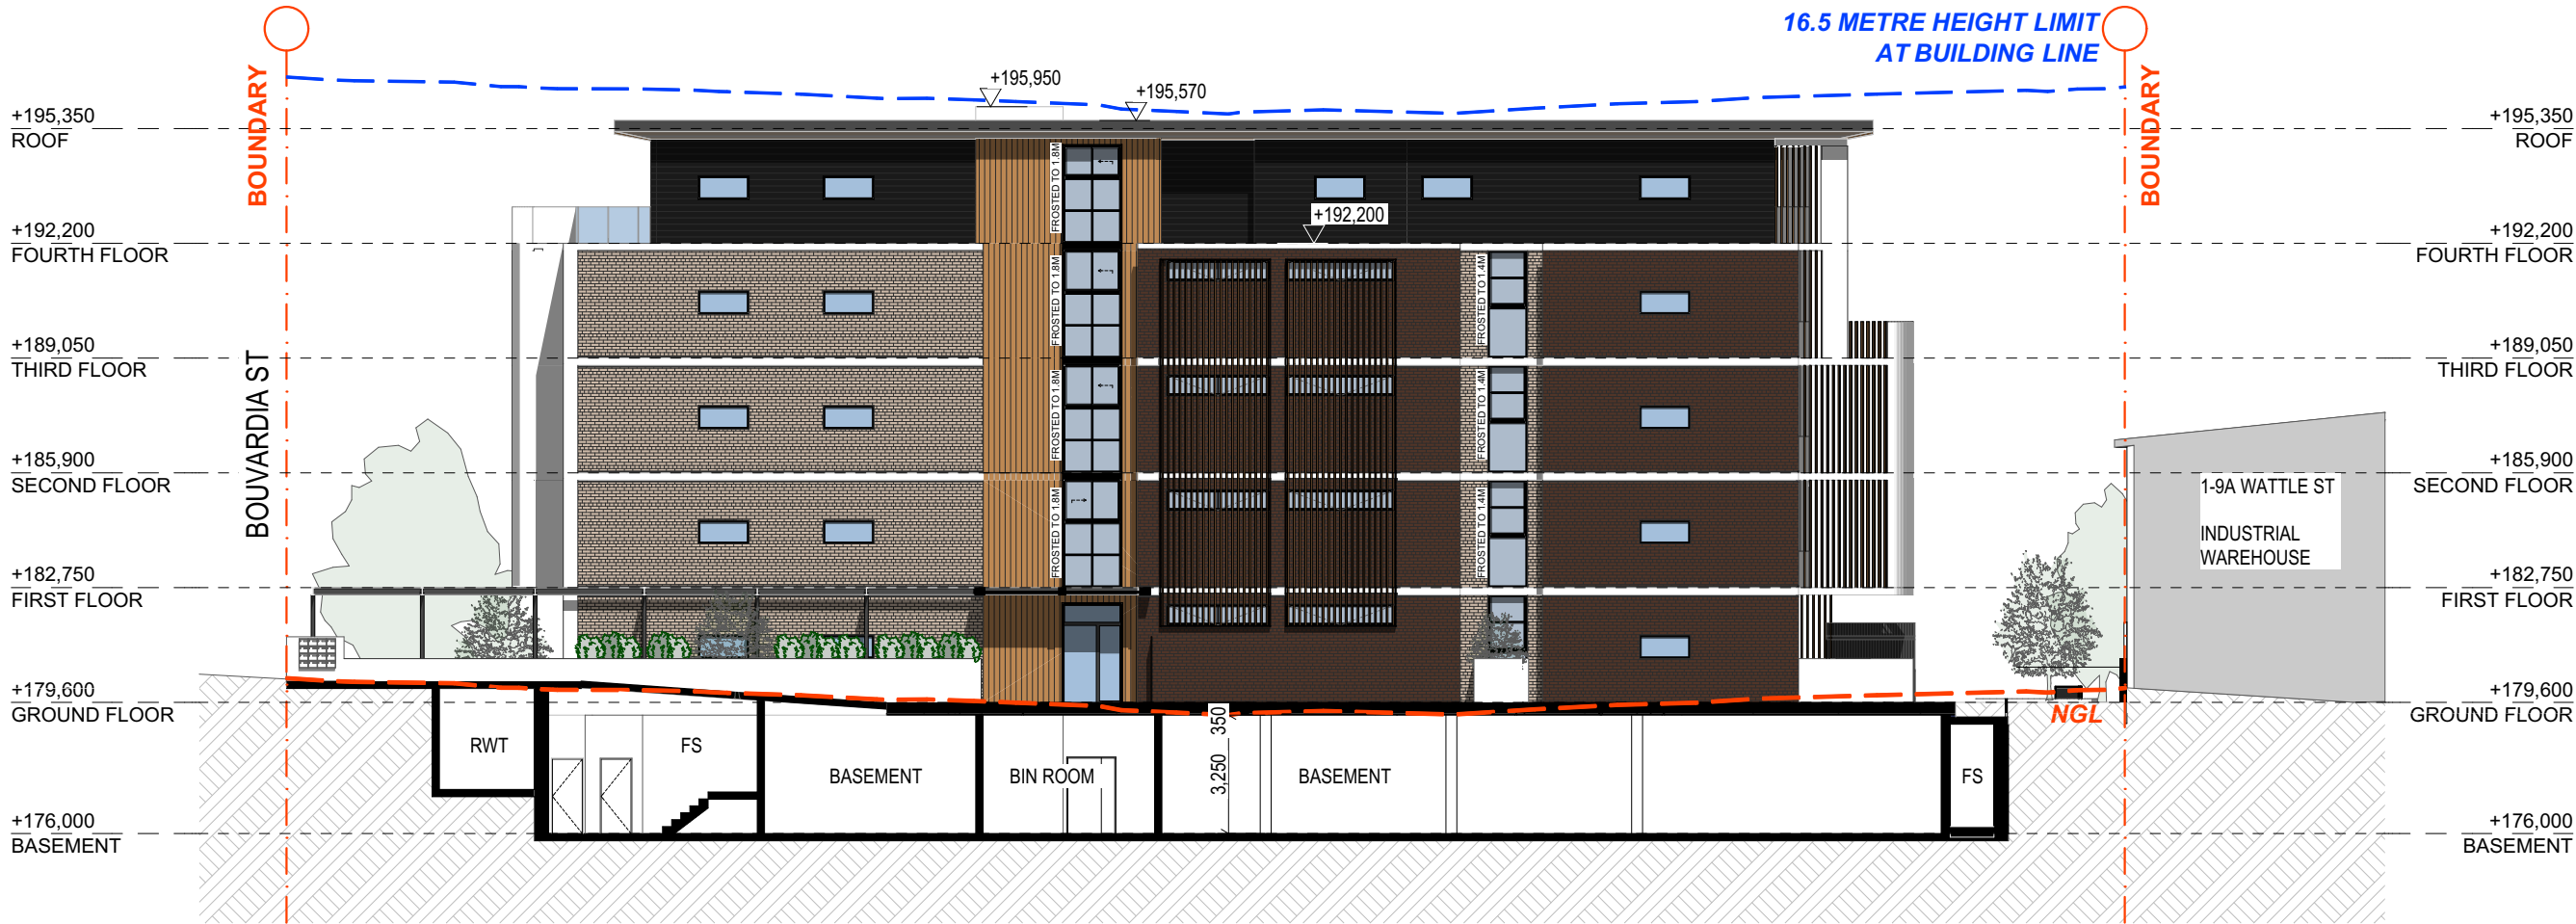 16.5 METRE HEIGHT LIMIT
AT BUILDING LINE
BOUNDARY
BOUNDARY
+195,950
+195,570
+195,350
ROOF
+195,350
ROOF
FROSTED TO 1.8M
+192,200
+192,200
FOURTH FLOOR
+192,200
FOURTH FLOOR
FROSTED TO 1.8M
FROSTED TO 1.4M
+189,050
THIRD FLOOR
+189,050
THIRD FLOOR
BOUVARDIA ST
FROSTED TO 1.8M
FROSTED TO 1.4M
+185,900
SECOND FLOOR
+185,900
SECOND FLOOR
1-9A WATTLE ST
INDUSTRIAL
WAREHOUSE
FROSTED TO 1.8M
FROSTED TO 1.4M
+182,750
FIRST FLOOR
+182,750
FIRST FLOOR
+179,600
GROUND FLOOR
+179,600
GROUND FLOOR
NGL
350
3,250
RWT
FS
BASEMENT
BIN ROOM
BASEMENT
FS
+176,000
BASEMENT
+176,000
BASEMENT